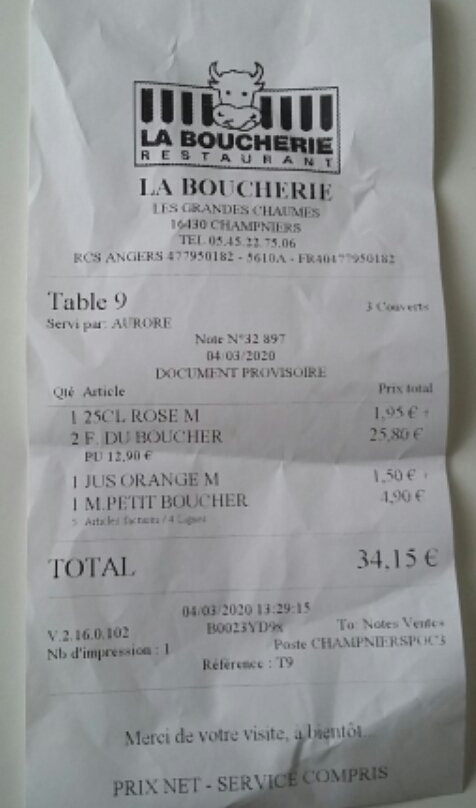 LA BOUCHERIE
RESTAURANT
LA BOUCHERIE
LES GRANDES CHAUMES
16430 CHAMPNIERS
TEL 05.45.22.75.06
RCS ANGERS 477950182 - 5610A - FR40477950182
Table 9 3 Couverts
Servi par: AURORE
Note N°32 897
04/03/2020
DOCUMENT PROVISOIRE
Qté Article Prix total
1 25CL ROSE M 1,95 € +
2 F. DU BOUCHER 25,80 €
PU 12,90 €
1 JUS ORANGE M 1,50 €
1 M.PETIT BOUCHER 4,90 €
5 Articles factures / 4 Lignes
TOTAL 34,15 €
04/03/2020 13:29:15
V.2.16.0.102 B0023YD9x To: Notes Ventes
Nb d'impression : 1 Poste CHAMPNIERSPOC3
Référence : T9
Merci de votre visite, à bientôt...
PRIX NET - SERVICE COMPRIS